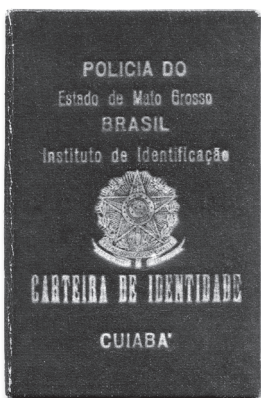 POLICIA DO
Estado de Mato Grosso
BRASIL
Instituto de Identificação
CARTEIRA DE IDENTIDADE
CUIABA'